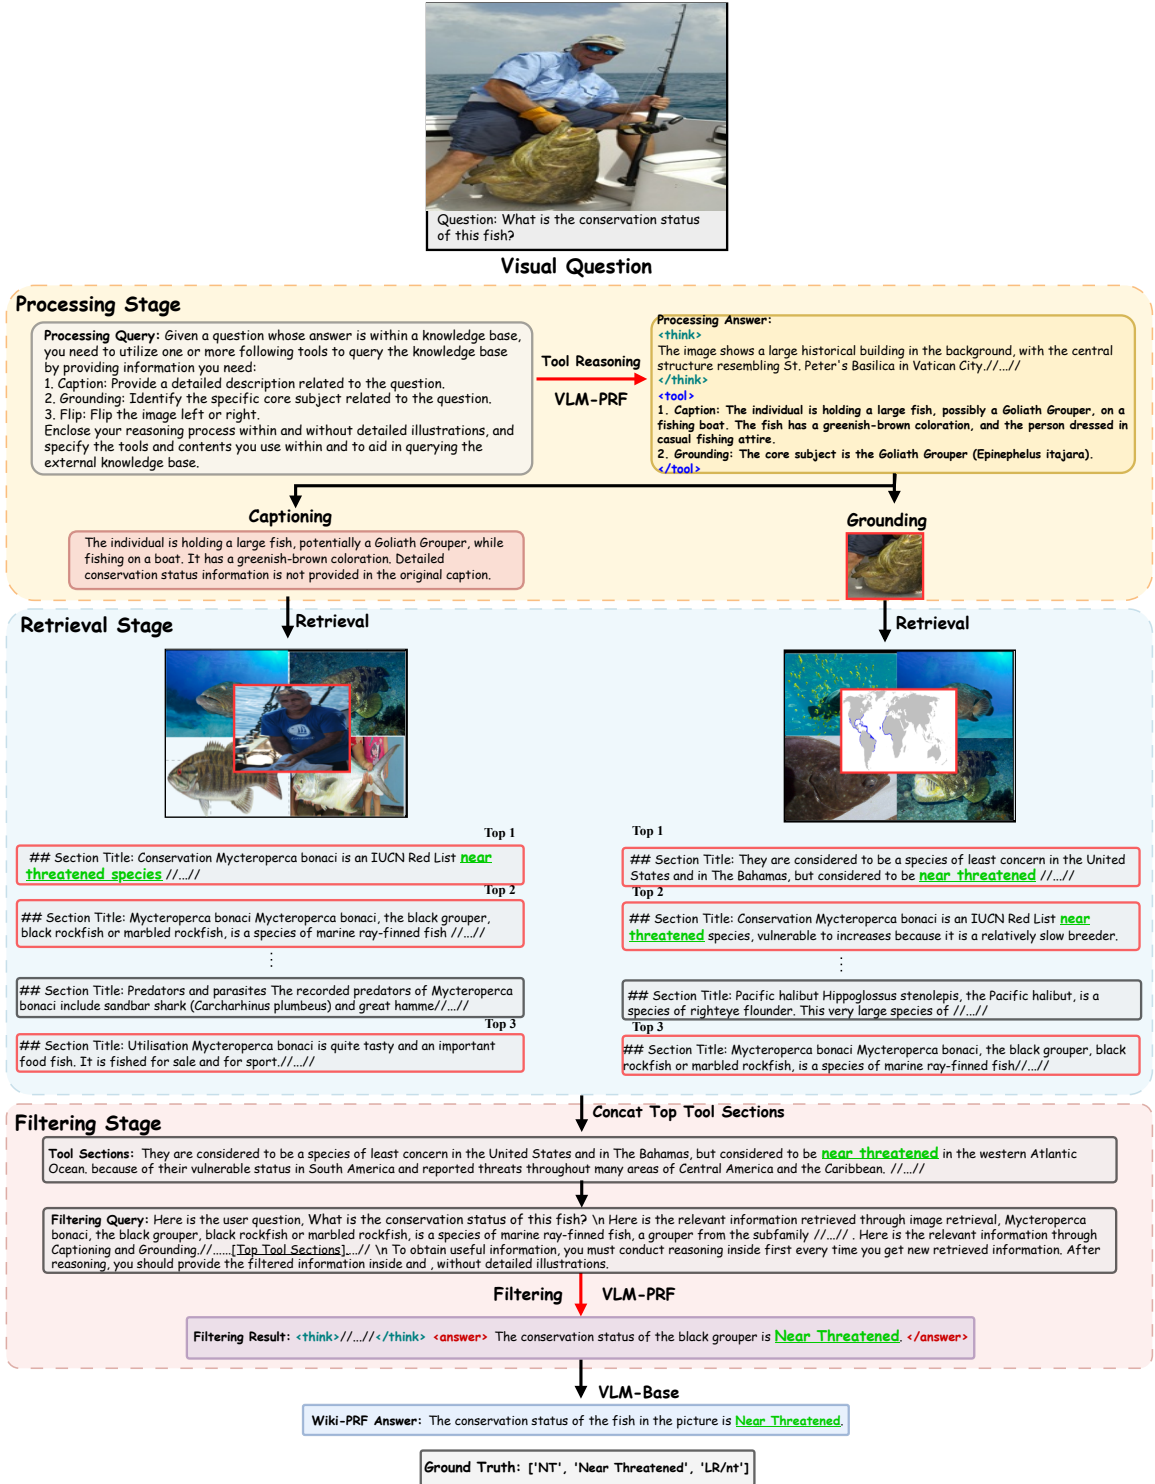 Question: What is the conservation status
of this fish?
Visual Question
Processing Stage
Processing Query: Given a question whose answer is within a knowledge base,
you need to utilize one or more following tools to query the knowledge base
by providing information you need:
1. Caption: Provide a detailed description related to the question.
2. Grounding: Identify the specific core subject related to the question.
3. Flip: Flip the image left or right.
Enclose your reasoning process within and without detailed illustrations, and
specify the tools and contents you use within and to aid in querying the
external knowledge base.
Tool Reasoning
VLM-PRF
Processing Answer:
<think>
The image shows a large historical building in the background, with the central
structure resembling St. Peter's Basilica in Vatican City.//...//
</think>
<tool>
1. Caption: The individual is holding a large fish, possibly a Goliath Grouper, on a
fishing boat. The fish has a greenish-brown coloration, and the person dressed in
casual fishing attire.
2. Grounding: The core subject is the Goliath Grouper (Epinephelus itajara).
</tool>
Captioning
The individual is holding a large fish, potentially a Goliath Grouper, while
fishing on a boat. It has a greenish-brown coloration. Detailed
conservation status information is not provided in the original caption.
Grounding
Retrieval Stage
Retrieval
Retrieval
Top 1
## Section Title: Conservation Mycteroperca bonaci is an IUCN Red List near
threatened species //...//
Top 2
## Section Title: Mycteroperca bonaci Mycteroperca bonaci, the black grouper,
black rockfish or marbled rockfish, is a species of marine ray-finned fish //...//
⋮
## Section Title: Predators and parasites The recorded predators of Mycteroperca
bonaci include sandbar shark (Carcharhinus plumbeus) and great hamme//...//
Top 3
## Section Title: Utilisation Mycteroperca bonaci is quite tasty and an important
food fish. It is fished for sale and for sport.//...//
Top 1
## Section Title: They are considered to be a species of least concern in the United
States and in The Bahamas, but considered to be near threatened //...//
Top 2
## Section Title: Conservation Mycteroperca bonaci is an IUCN Red List near
threatened species, vulnerable to increases because it is a relatively slow breeder.
⋮
## Section Title: Pacific halibut Hippoglossus stenolepis, the Pacific halibut, is a
species of righteye flounder. This very large species of //...//
Top 3
## Section Title: Mycteroperca bonaci Mycteroperca bonaci, the black grouper, black
rockfish or marbled rockfish, is a species of marine ray-finned fish//...//
Concat Top Tool Sections
Filtering Stage
Tool Sections: They are considered to be a species of least concern in the United States and in The Bahamas, but considered to be near threatened in the western Atlantic
Ocean. because of their vulnerable status in South America and reported threats throughout many areas of Central America and the Caribbean. //...//
Filtering Query: Here is the user question, What is the conservation status of this fish? \n Here is the relevant information retrieved through image retrieval, Mycteroperca
bonaci, the black grouper, black rockfish or marbled rockfish, is a species of marine ray-finned fish, a grouper from the subfamily //...// . Here is the relevant information through
Captioning and Grounding.//......[Top Tool Sections]....// \n To obtain useful information, you must conduct reasoning inside first every time you get new retrieved information. After
reasoning, you should provide the filtered information inside and , without detailed illustrations.
Filtering VLM-PRF
Filtering Result: <think>//...//</think> <answer> The conservation status of the black grouper is Near Threatened. </answer>
VLM-Base
Wiki-PRF Answer: The conservation status of the fish in the picture is Near Threatened.
Ground Truth: ['NT', 'Near Threatened', 'LR/nt']